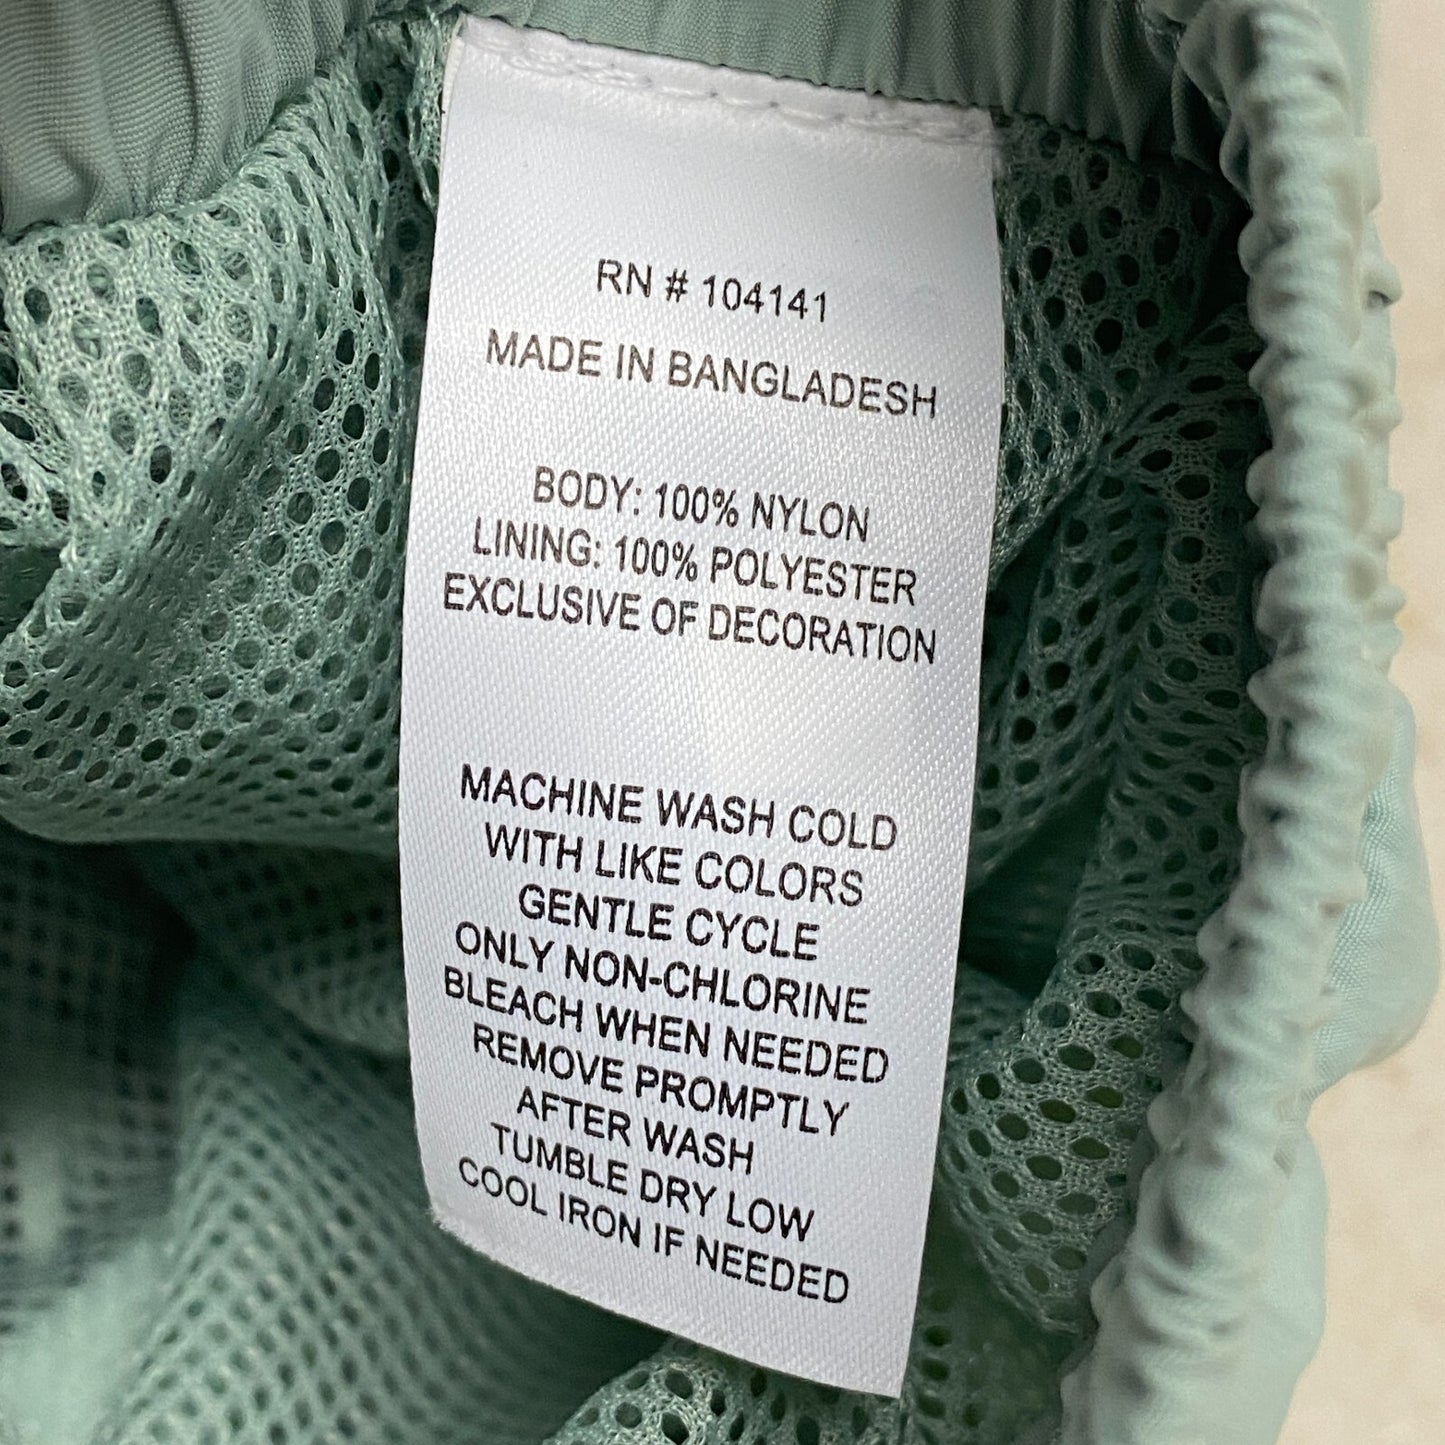 RN # 104141
MADE IN BANGLADESH
BODY: 100% NYLON
LINING: 100% POLYESTER
EXCLUSIVE OF DECORATION
MACHINE WASH COLD
WITH LIKE COLORS
GENTLE CYCLE
ONLY NON-CHLORINE
BLEACH WHEN NEEDED
REMOVE PROMPTLY
AFTER WASH
TUMBLE DRY LOW
COOL IRON IF NEEDED